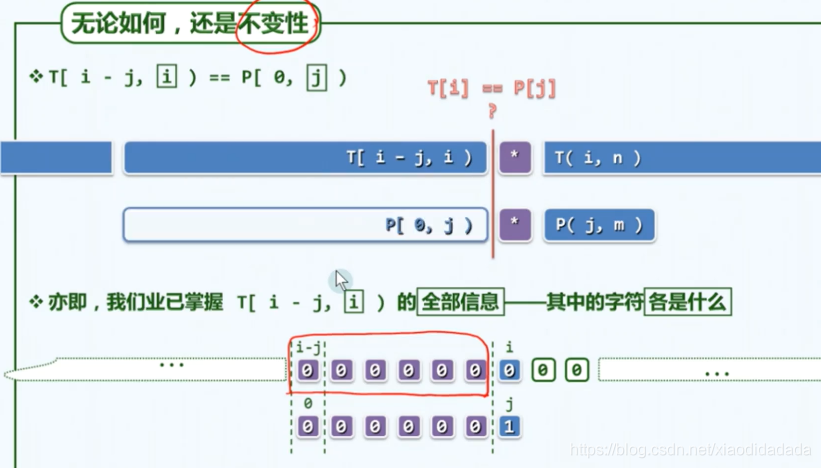 无论如何，还是不变性
❖T[ i - j, i ) == P[ 0, j )
T[i] == P[j]
?
T[ i - j, i ) * T( i, n )
P[ 0, j ) * P( j, m )
❖亦即，我们业已掌握 T[ i - j, i ) 的全部信息——其中的字符各是什么
i-j i
... 0 0 0 0 0 0 0 0 0 ...
0 j
0 0 0 0 0 0 1
https://blog.csdn.net/xiaodidadada